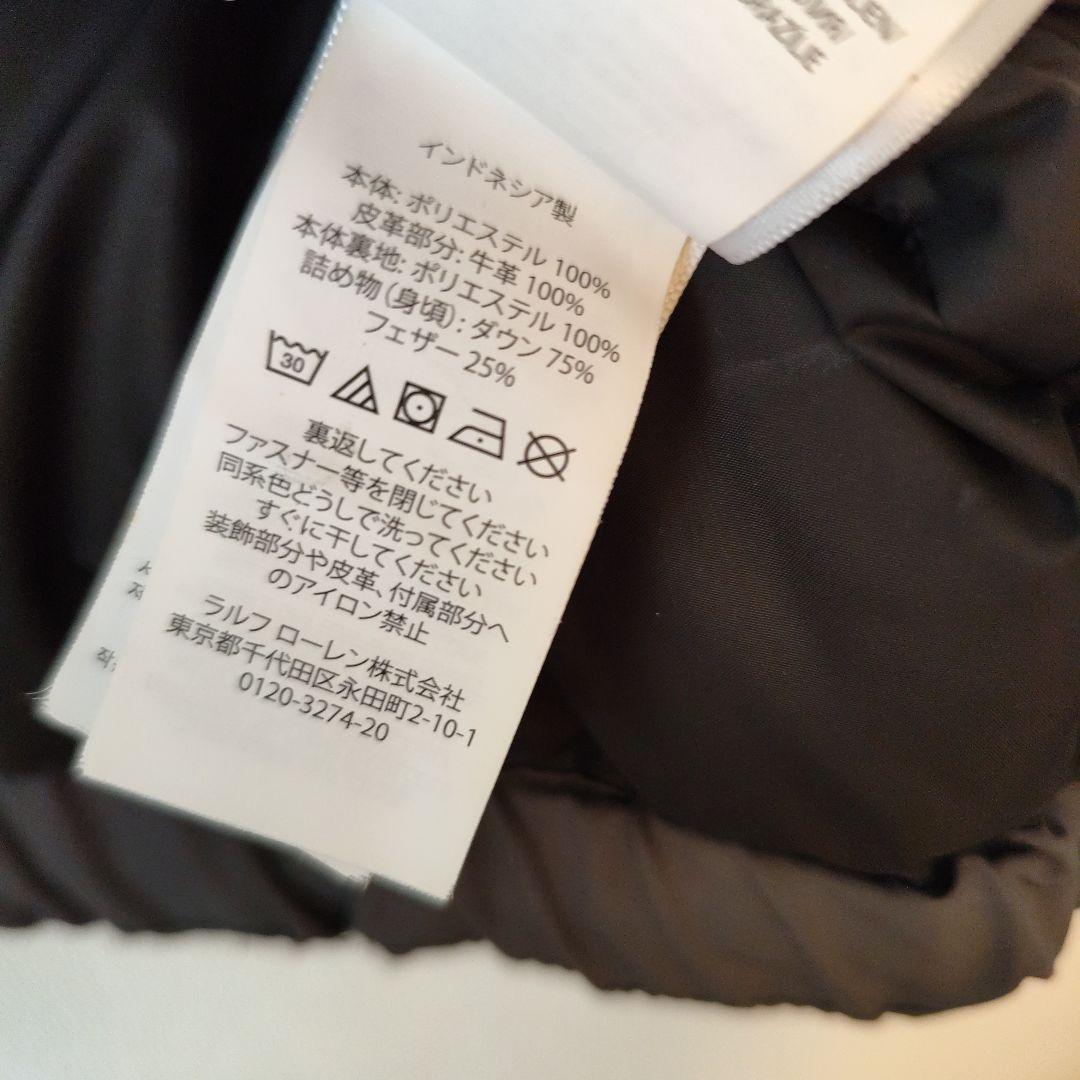 インドネシア製
本体: ポリエステル 100%
皮革部分: 牛革 100%
本体裏地: ポリエステル 100%
詰め物 (身頃) : ダウン 75%
フェザー 25%
30
裏返してください
ファスナー等を閉じてください
同系色どうしで洗ってください
すぐに干してください
装飾部分や皮革、付属部分へ
のアイロン禁止
ラルフ ローレン株式会社
東京都千代田区永田町2-10-1
0120-3274-20